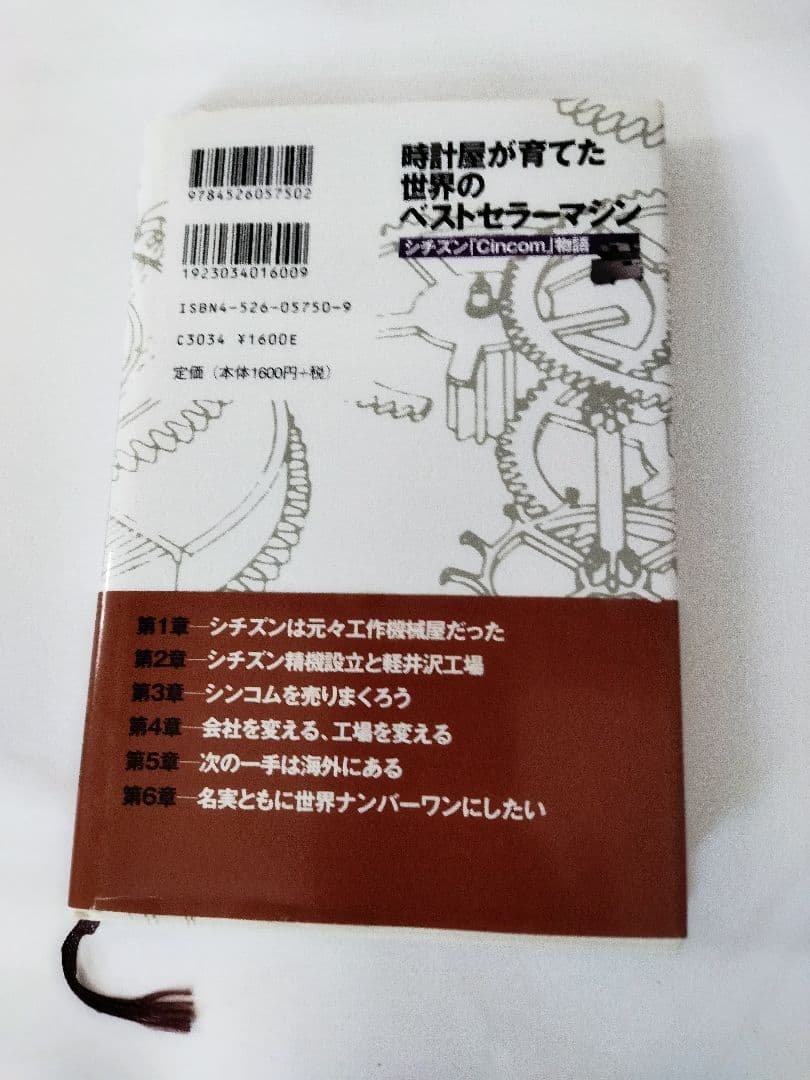 9784526057502
1923034016009
ISBN4-526-05750-9
C3034 ¥1600E
定価（本体1600円+税）
時計屋が育てた
世界の
ベストセラーマシン
シチズン「Cincom」物語
第1章─シチズンは元々工作機械屋だった
第2章─シチズン精機設立と軽井沢工場
第3章─シンコムを売りまくろう
第4章─会社を変える、工場を変える
第5章─次の一手は海外にある
第6章─名実ともに世界ナンバーワンにしたい